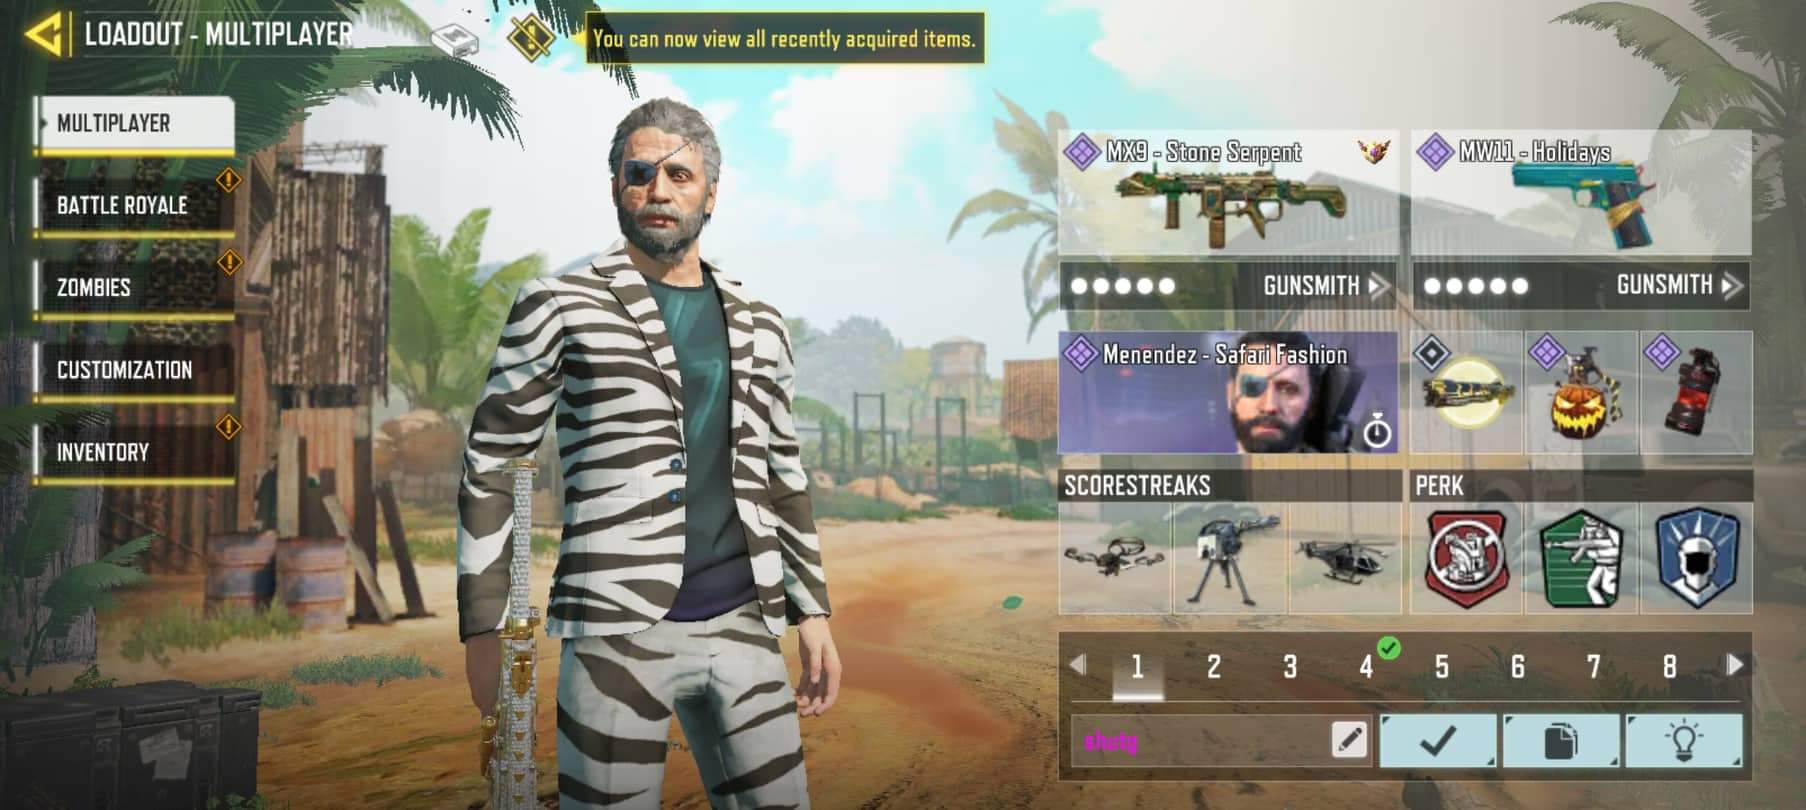 LOADOUT - MULTIPLAYER
You can now view all recently acquired items.
MULTIPLAYER
BATTLE ROYALE
ZOMBIES
CUSTOMIZATION
INVENTORY
MX9 - Stone Serpent
MW11 - Holidays
GUNSMITH
GUNSMITH
Menendez - Safari Fashion
SCORESTREAKS
PERK
1 2 3 4 5 6 7 8
shutg